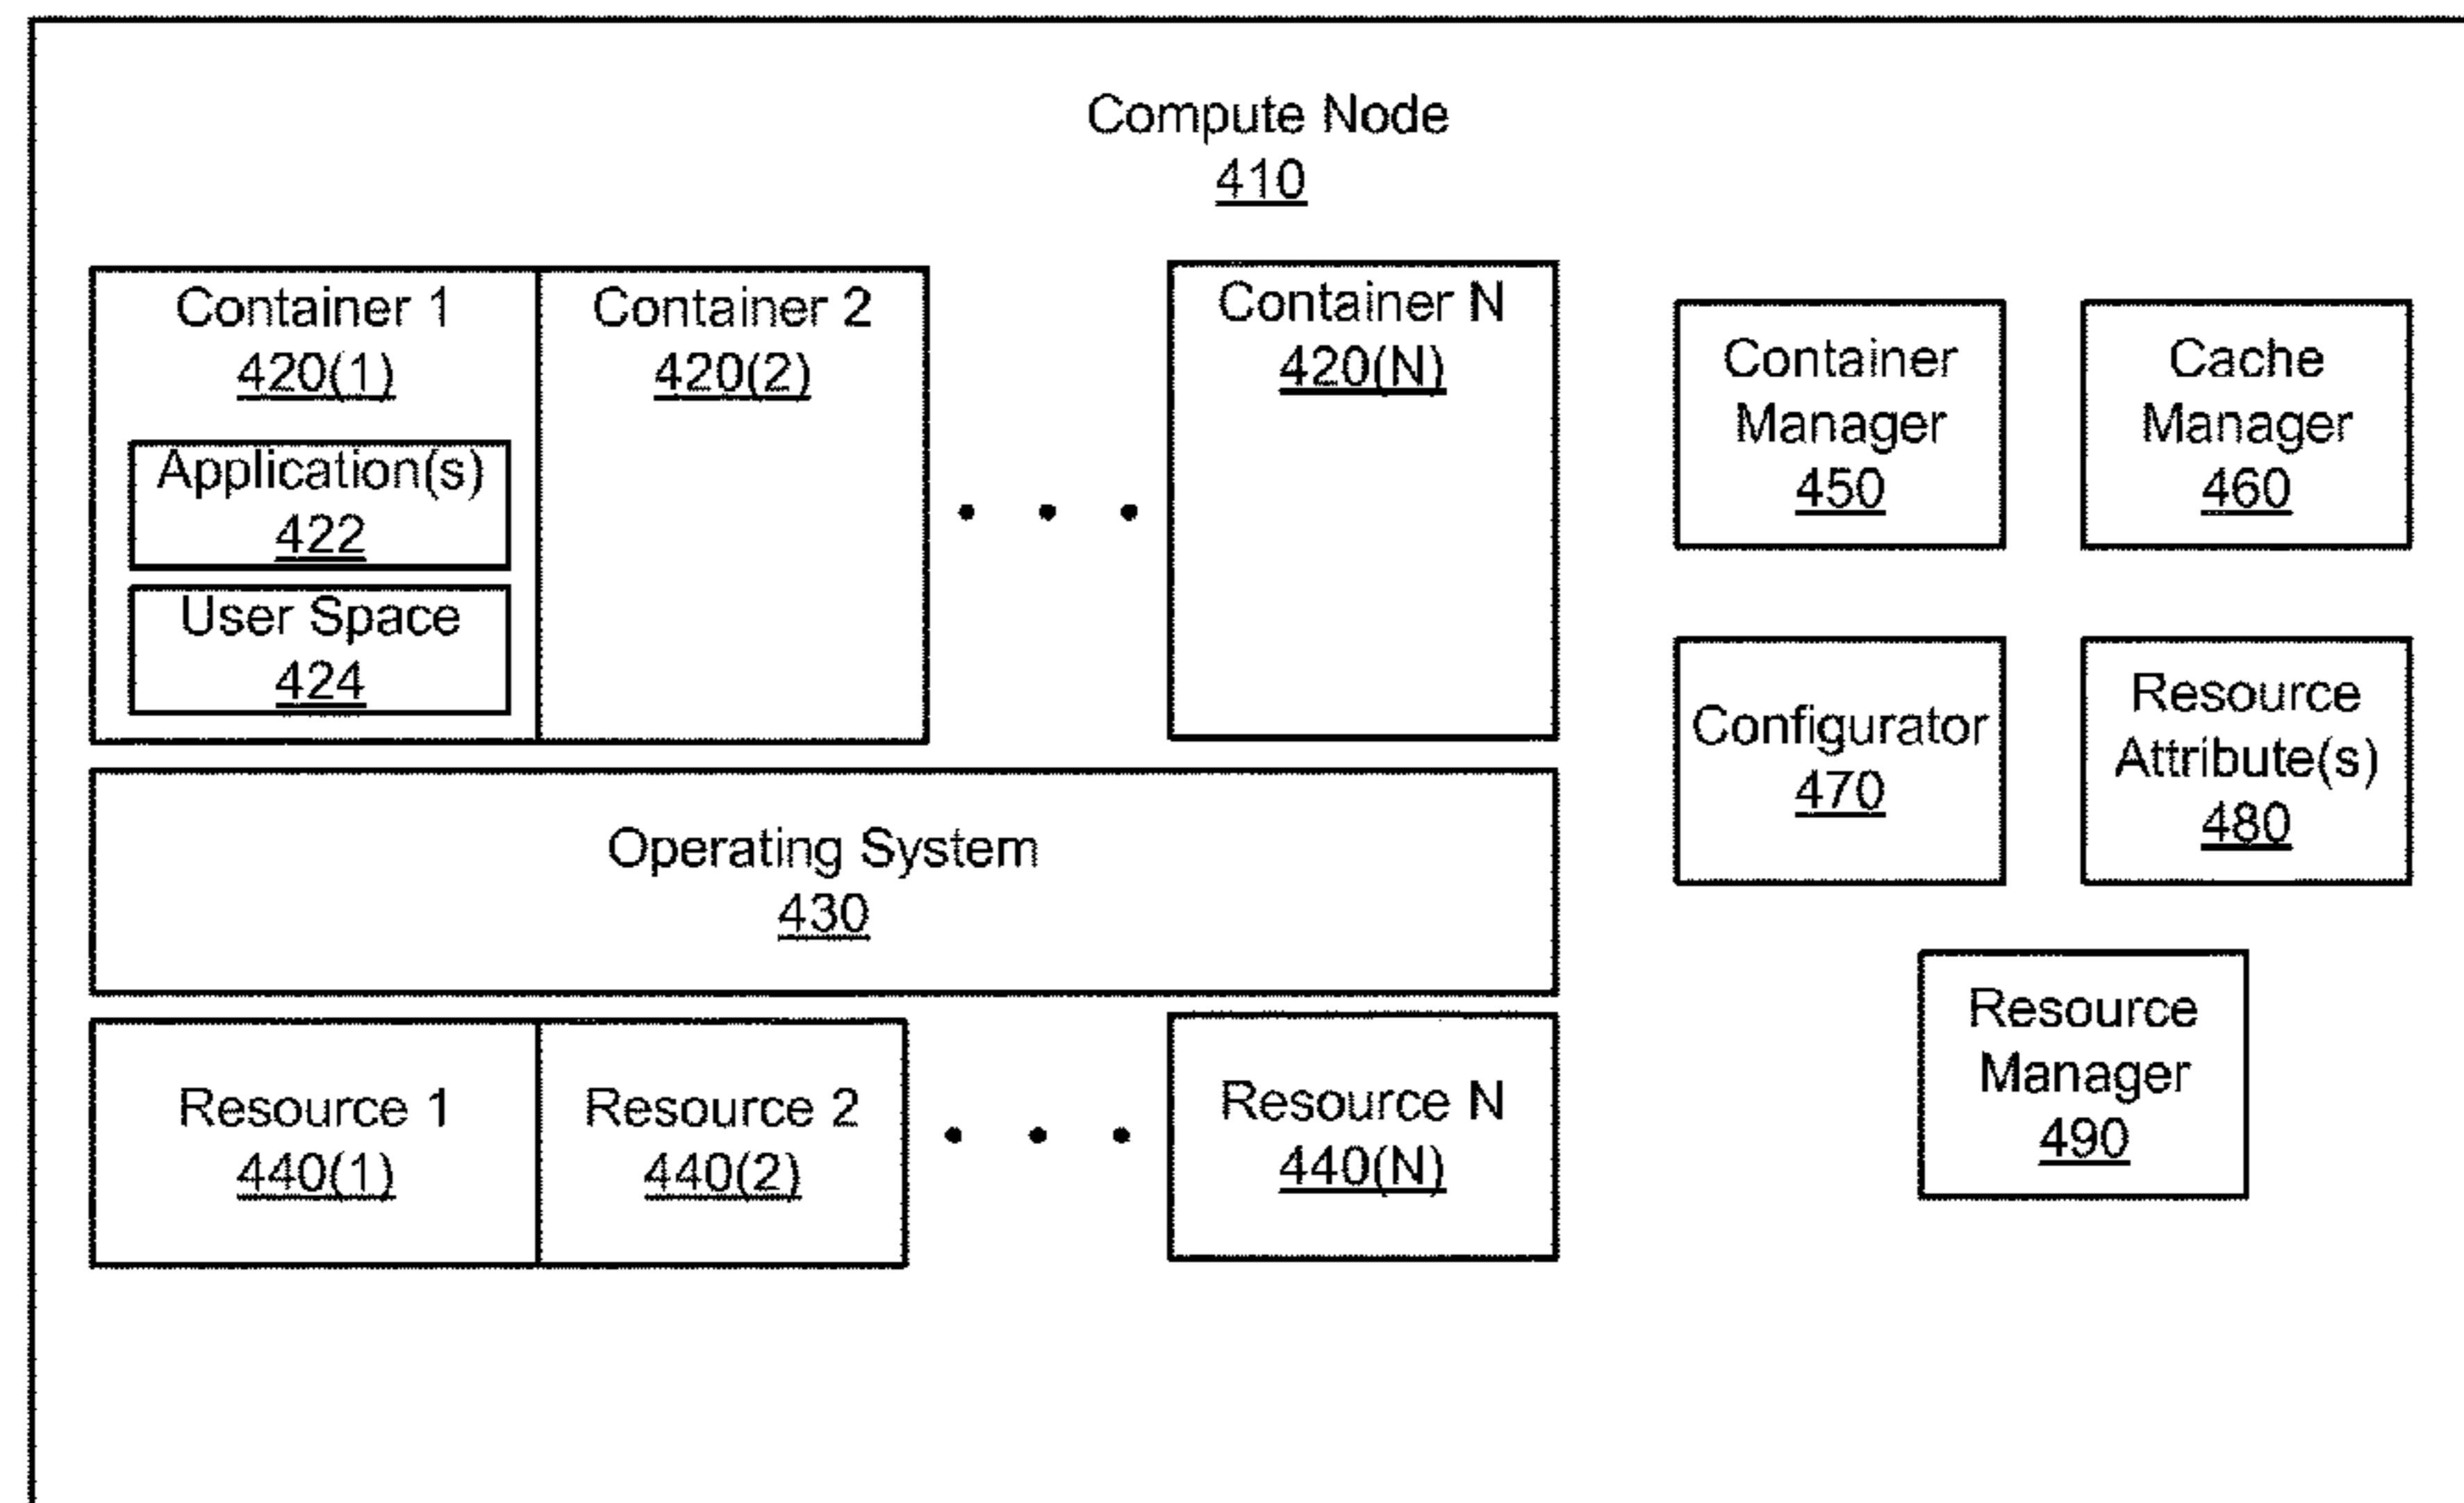 Compute Node
410
Container 1
420(1)
Application(s)
422
User Space
424
Container 2
420(2)
Container N
420(N)
Container
Manager
450
Cache
Manager
460
Configurator
470
Resource
Attribute(s)
480
Operating System
430
Resource 1
440(1)
Resource 2
440(2)
Resource N
440(N)
Resource
Manager
490